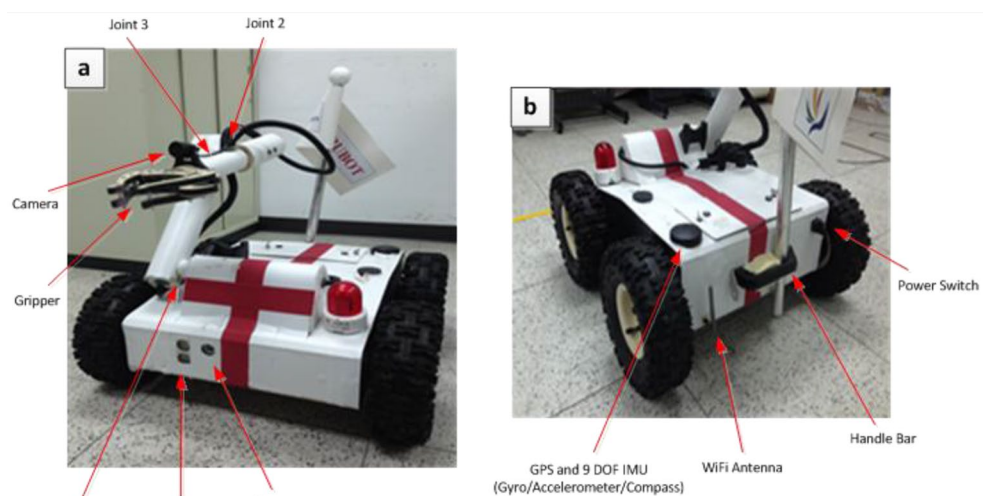 Joint 3
Joint 2
a
Camera
Gripper
b
Power Switch
Handle Bar
WiFi Antenna
GPS and 9 DOF IMU
(Gyro/Accelerometer/Compass)